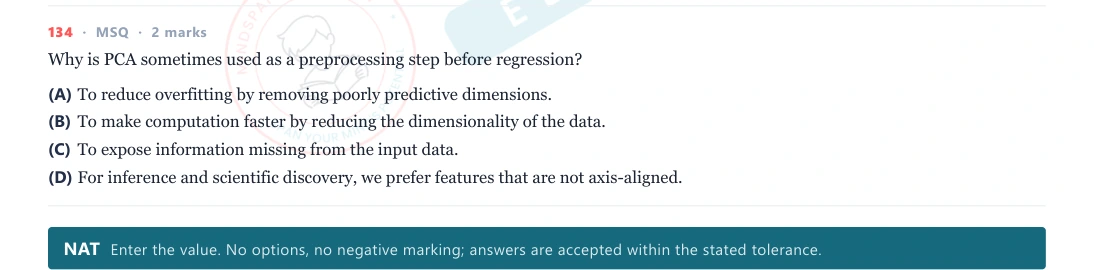 134 · MSQ · 2 marks
Why is PCA sometimes used as a preprocessing step before regression?
(A) To reduce overfitting by removing poorly predictive dimensions.
(B) To make computation faster by reducing the dimensionality of the data.
(C) To expose information missing from the input data.
(D) For inference and scientific discovery, we prefer features that are not axis-aligned.
NAT Enter the value. No options, no negative marking; answers are accepted within the stated tolerance.